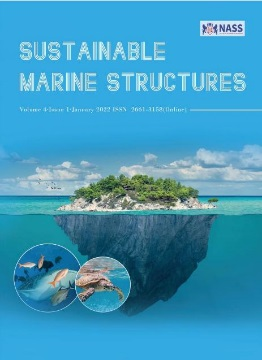 NASS
SUSTAINABLE
MARINE STRUCTURES
Volume 4·Issue 1·January 2022 ISSN 2661-3158(Online)